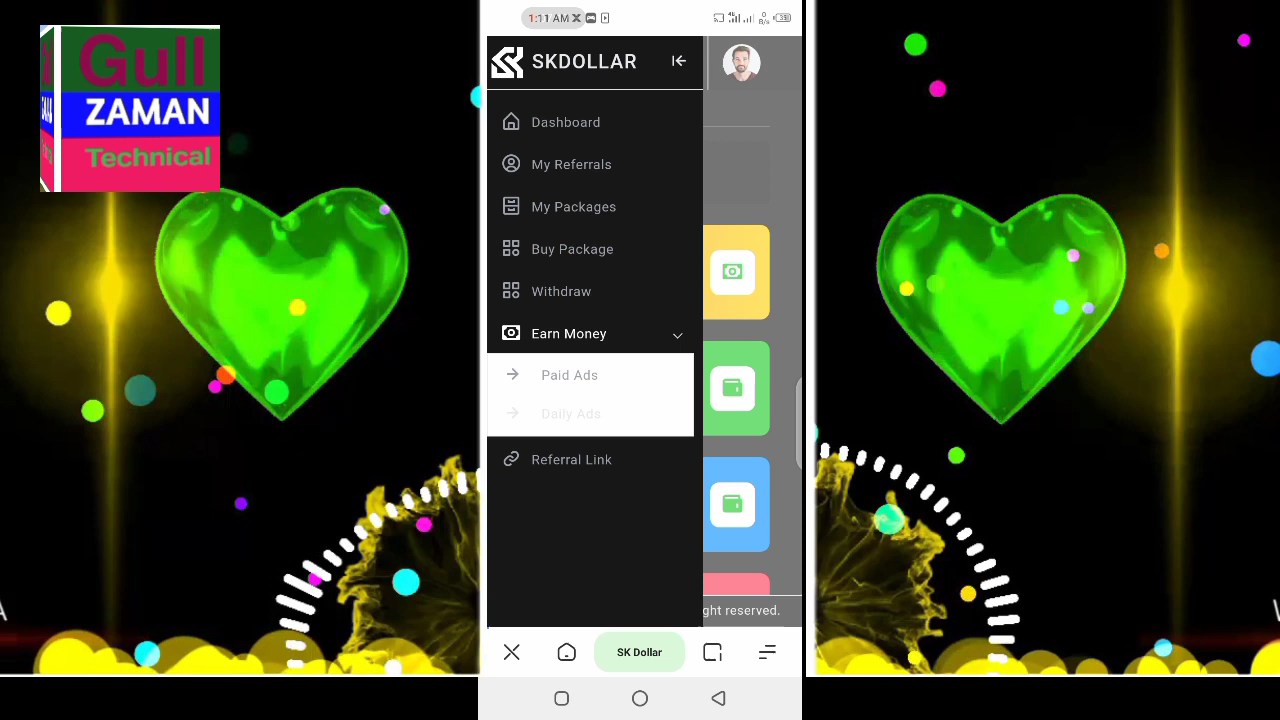 Gull
ZAMAN
Technical
1:11 AM
SKDOLLAR
Dashboard
My Referrals
My Packages
Buy Package
Withdraw
Earn Money
Paid Ads
Daily Ads
Referral Link
ght reserved.
SK Dollar